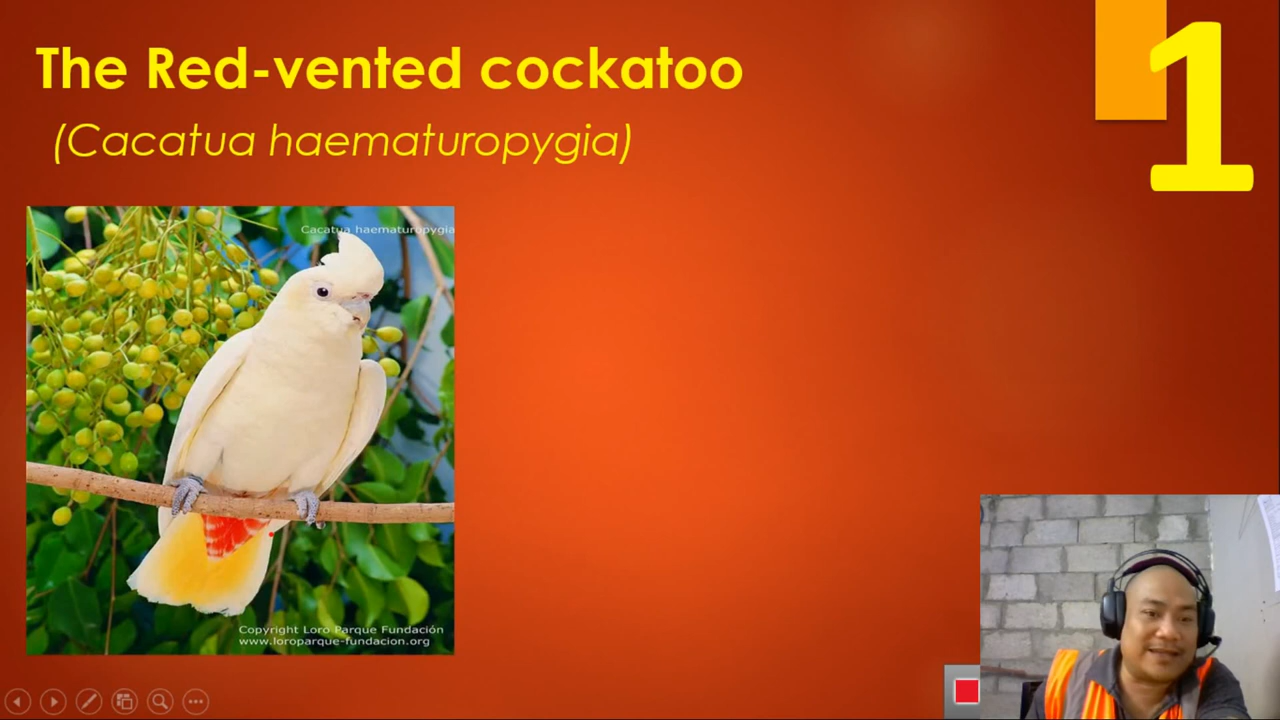 The Red-vented cockatoo
(Cacatua haematuropygia)
1
Cacatua haematuropygia
Copyright Loro Parque Fundación
www.loroparque-fundacion.org